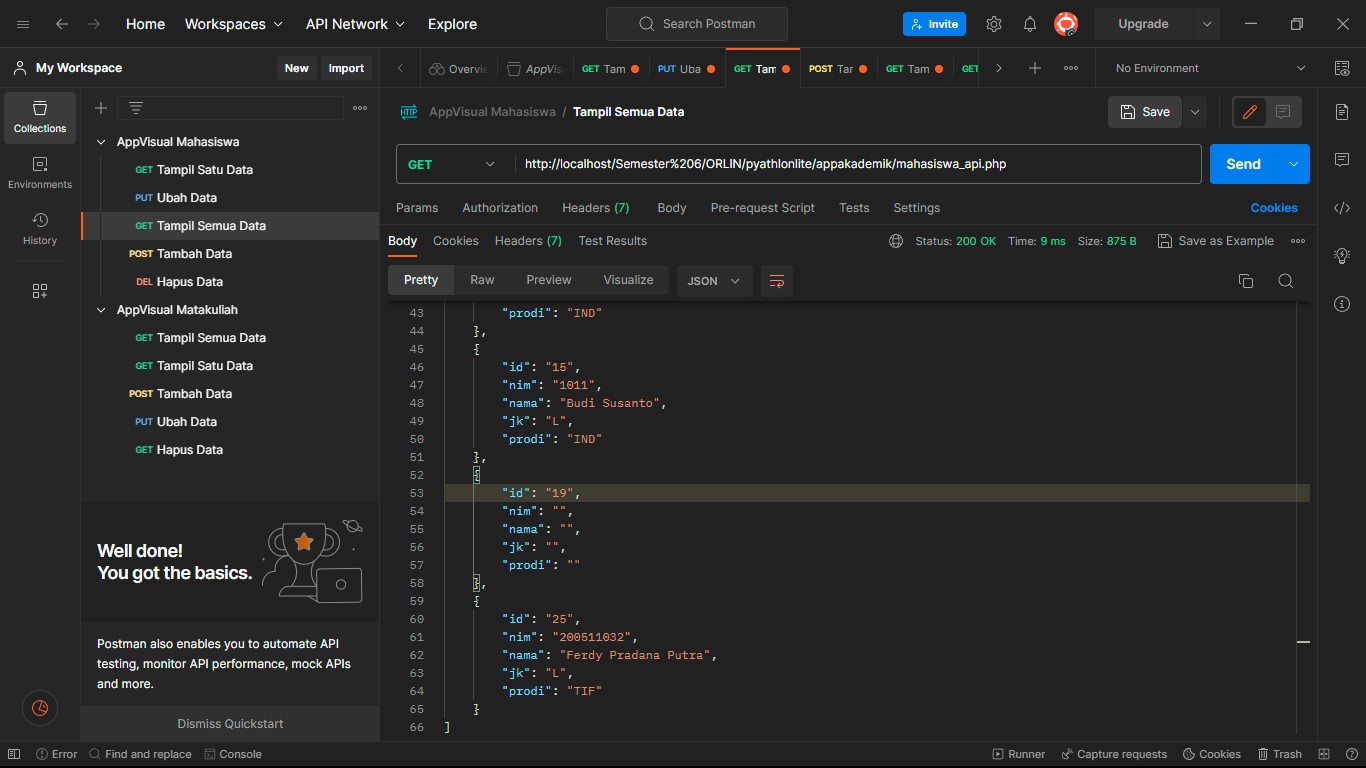 Home Workspaces API Network Explore Search Postman Invite Upgrade
My Workspace New Import Overvie AppVis GET Tam PUT Uba GET Tam POST Tar GET Tam GET No Environment
Collections
Environments
History
AppVisual Mahasiswa
GET Tampil Satu Data
PUT Ubah Data
GET Tampil Semua Data
POST Tambah Data
DEL Hapus Data
AppVisual Matakuliah
GET Tampil Semua Data
GET Tampil Satu Data
POST Tambah Data
PUT Ubah Data
GET Hapus Data
Well done!
You got the basics.
Postman also enables you to automate API
testing, monitor API performance, mock APIs
and more.
Dismiss Quickstart
HTTP AppVisual Mahasiswa / Tampil Semua Data Save
GET http://localhost/Semester%206/ORLIN/pyathlonlite/appakademik/mahasiswa_api.php Send
Params Authorization Headers (7) Body Pre-request Script Tests Settings Cookies
Body Cookies Headers (7) Test Results Status: 200 OK Time: 9 ms Size: 875 B Save as Example
Pretty Raw Preview Visualize JSON
43 "prodi": "IND"
44 },
45 {
46 "id": "15",
47 "nim": "1011",
48 "nama": "Budi Susanto",
49 "jk": "L",
50 "prodi": "IND"
51 },
52 {
53 "id": "19",
54 "nim": "",
55 "nama": "",
56 "jk": "",
57 "prodi": ""
58 },
59 {
60 "id": "25",
61 "nim": "200511032",
62 "nama": "Ferdy Pradana Putra",
63 "jk": "L",
64 "prodi": "TIF"
65 }
66 ]
Error Find and replace Console Runner Capture requests Cookies Trash